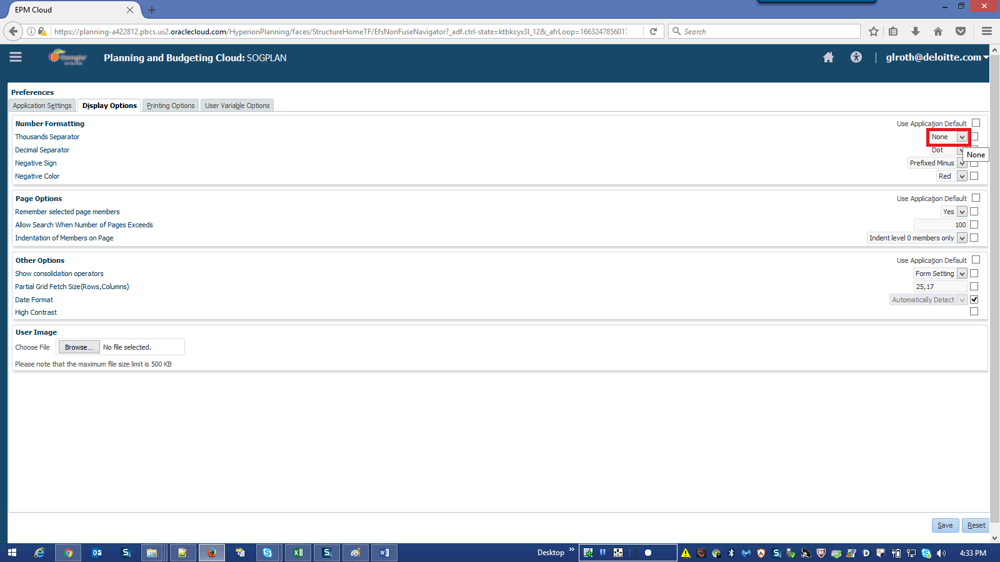 EPM Cloud
https://planning-a422812.pbcs.us2.oraclecloud.com/HyperionPlanning/faces/StructureHomeTF/EfsNonFuseNavigator?_adf.ctrl-state=ktbkcyx3l_12&_afrLoop=1663247856017
Search
Georgia
Planning and Budgeting Cloud: SOGPLAN
glroth@deloitte.com
Preferences
Application Settings Display Options Printing Options User Variable Options
Number Formatting Use Application Default
Thousands Separator None
Decimal Separator Dot
None
Negative Sign Prefixed Minus
Negative Color Red
Page Options Use Application Default
Remember selected page members Yes
Allow Search When Number of Pages Exceeds 100
Indentation of Members on Page Indent level 0 members only
Other Options Use Application Default
Show consolidation operators Form Setting
Partial Grid Fetch Size(Rows,Columns) 25,17
Date Format Automatically Detect
High Contrast
User Image
Choose File Browse... No file selected.
Please note that the maximum file size limit is 500 KB
Save Reset
Desktop
4:33 PM